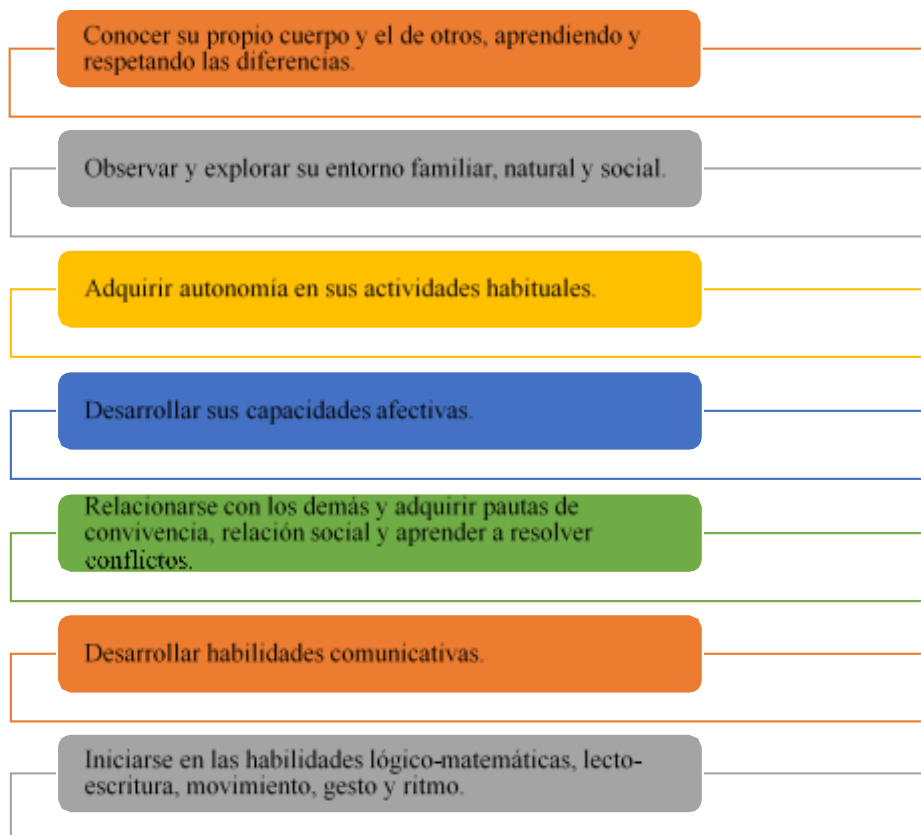 Conocer su propio cuerpo y el de otros, aprendiendo y
respetando las diferencias.
Observar y explorar su entorno familiar, natural y social.
Adquirir autonomía en sus actividades habituales.
Desarrollar sus capacidades afectivas.
Relacionarse con los demás y adquirir pautas de
convivencia, relación social y aprender a resolver
conflictos.
Desarrollar habilidades comunicativas.
Iniciarse en las habilidades lógico-matemáticas, lecto-
escritura, movimiento, gesto y ritmo.